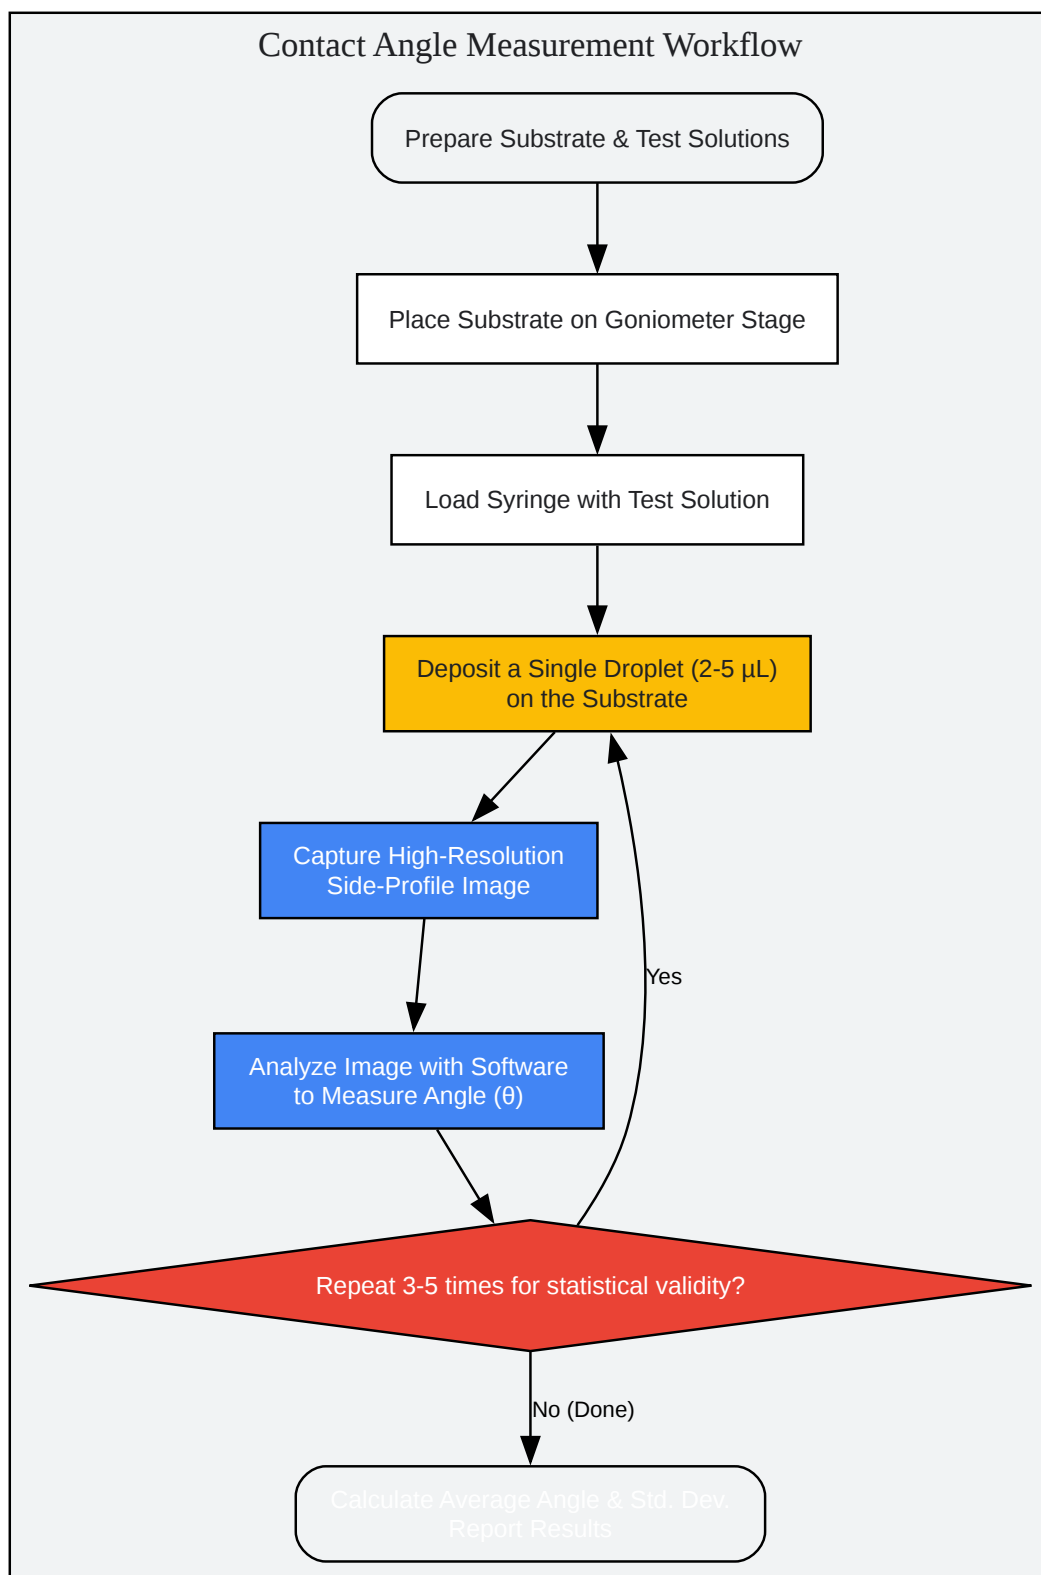 Contact Angle Measurement Workflow
Prepare Substrate & Test Solutions
Place Substrate on Goniometer Stage
Load Syringe with Test Solution
Deposit a Single Droplet (2-5 µL)
on the Substrate
Capture High-Resolution
Side-Profile Image
Yes
Analyze Image with Software
to Measure Angle (θ)
Repeat 3-5 times for statistical validity?
No (Done)
Calculate Average Angle & Std. Dev.
Report Results